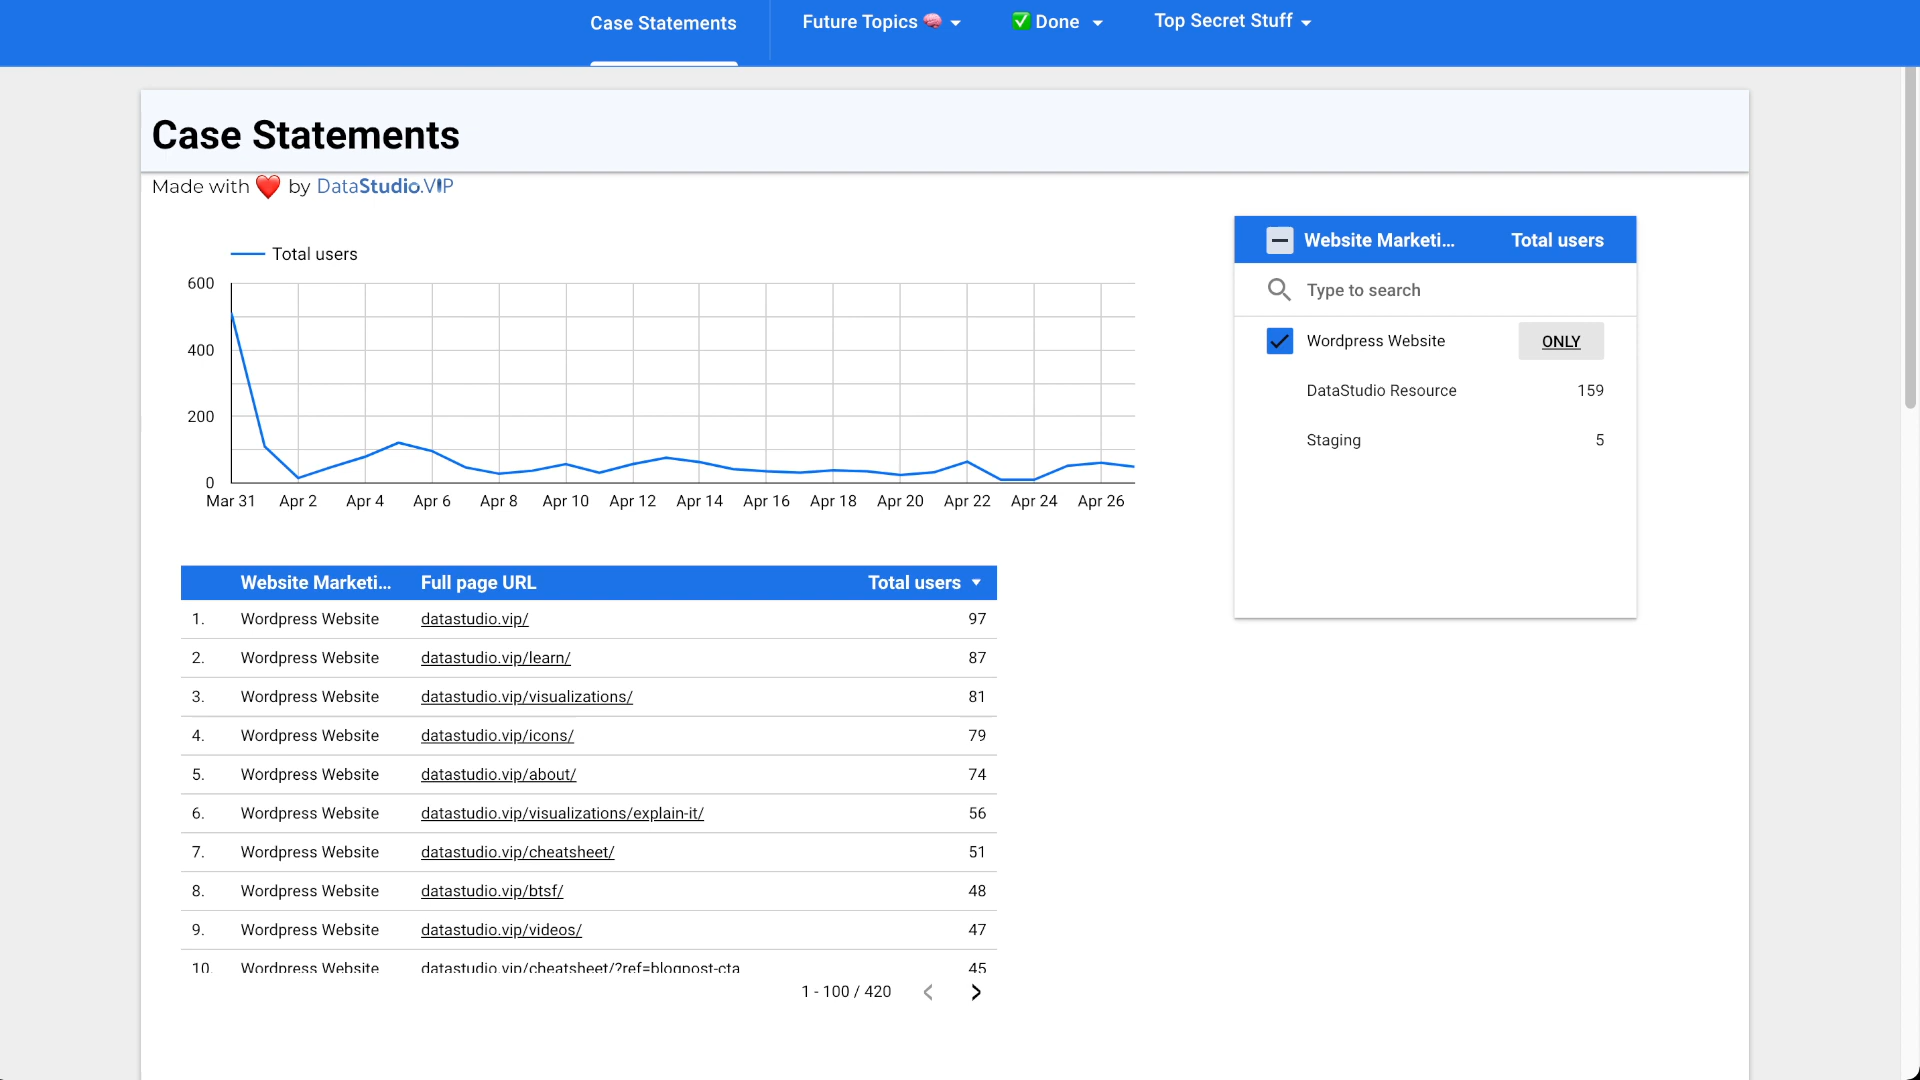 Case Statements
Future Topics 🧠
✅ Done
Top Secret Stuff
Case Statements
Made with ❤️ by DataStudio.VIP
Total users
600
400
200
0
Mar 31 Apr 2 Apr 4 Apr 6 Apr 8 Apr 10 Apr 12 Apr 14 Apr 16 Apr 18 Apr 20 Apr 22 Apr 24 Apr 26
Website Marketi... Total users
Type to search
Wordpress Website ONLY
DataStudio Resource 159
Staging 5
Website Marketi... Full page URL Total users
1. Wordpress Website datastudio.vip/ 97
2. Wordpress Website datastudio.vip/learn/ 87
3. Wordpress Website datastudio.vip/visualizations/ 81
4. Wordpress Website datastudio.vip/icons/ 79
5. Wordpress Website datastudio.vip/about/ 74
6. Wordpress Website datastudio.vip/visualizations/explain-it/ 56
7. Wordpress Website datastudio.vip/cheatsheet/ 51
8. Wordpress Website datastudio.vip/btsf/ 48
9. Wordpress Website datastudio.vip/videos/ 47
10. Wordpress Website datastudio.vip/cheatsheet/?ref=blogpost-cta 45
1 - 100 / 420